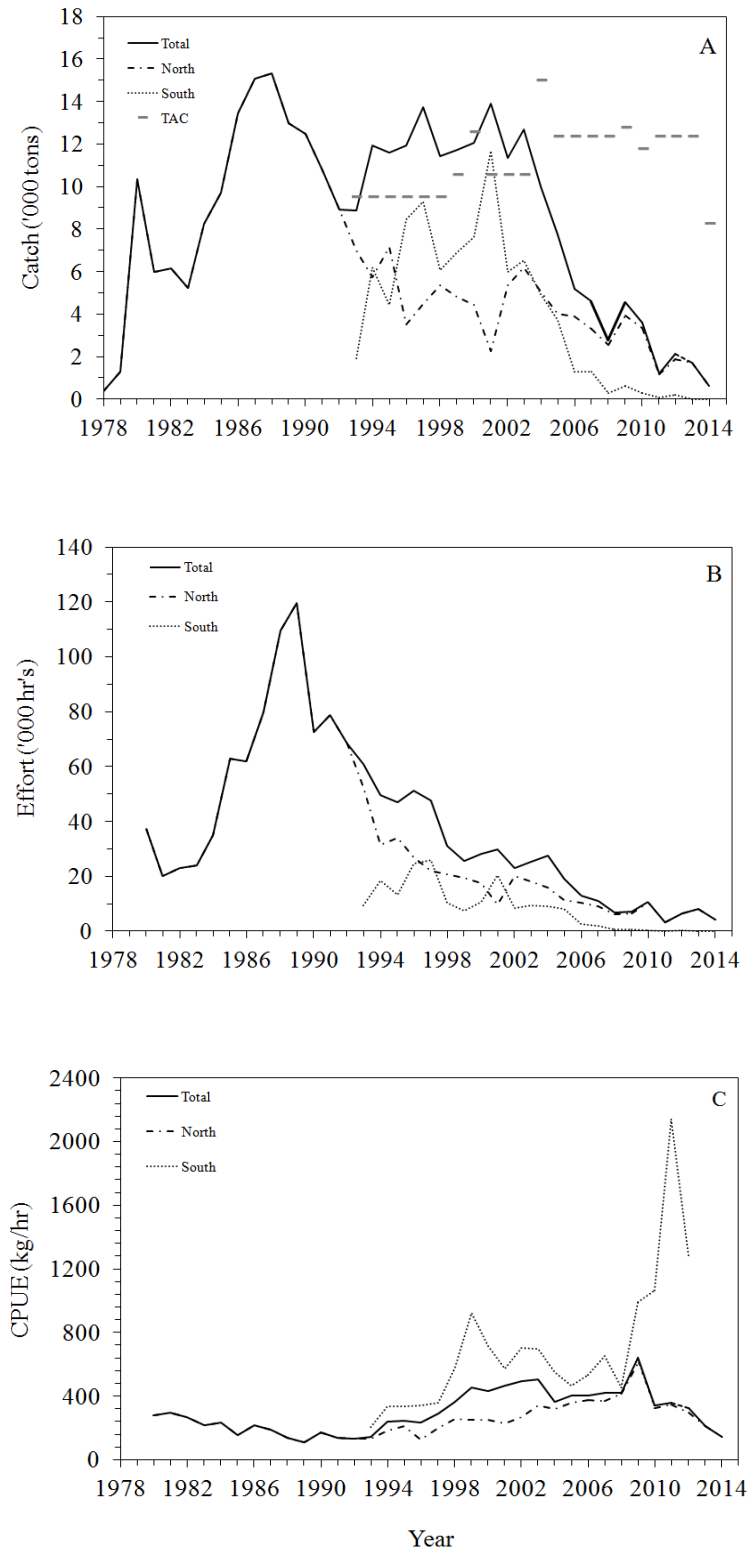 18
16
14
12
10
8
6
4
2
0
Catch ('000 tons)
Total
North
South
TAC
A
1978 1982 1986 1990 1994 1998 2002 2006 2010 2014
140
120
100
80
60
40
20
0
Effort ('000 hr's)
Total
North
South
B
1978 1982 1986 1990 1994 1998 2002 2006 2010 2014
2400
2000
1600
1200
800
400
0
CPUE (kg/hr)
Total
North
South
C
1978 1982 1986 1990 1994 1998 2002 2006 2010 2014
Year